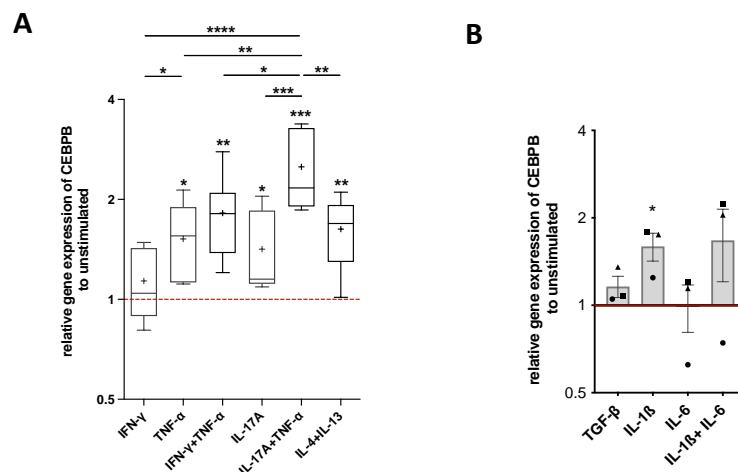 A
****
**
*
**
*
***
***
**
*
*
**
relative gene expression of CEBPB
to unstimulated
4
2
1
0.5
IFN-γ
TNF-α
IFN-γ+TNF-α
IL-17A
IL-17A+TNF-α
IL-4+IL-13
B
relative gene expression of CEBPB
to unstimulated
4
2
1
0.5
*
TGF-β
IL-1ß
IL-6
IL-1ß+ IL-6